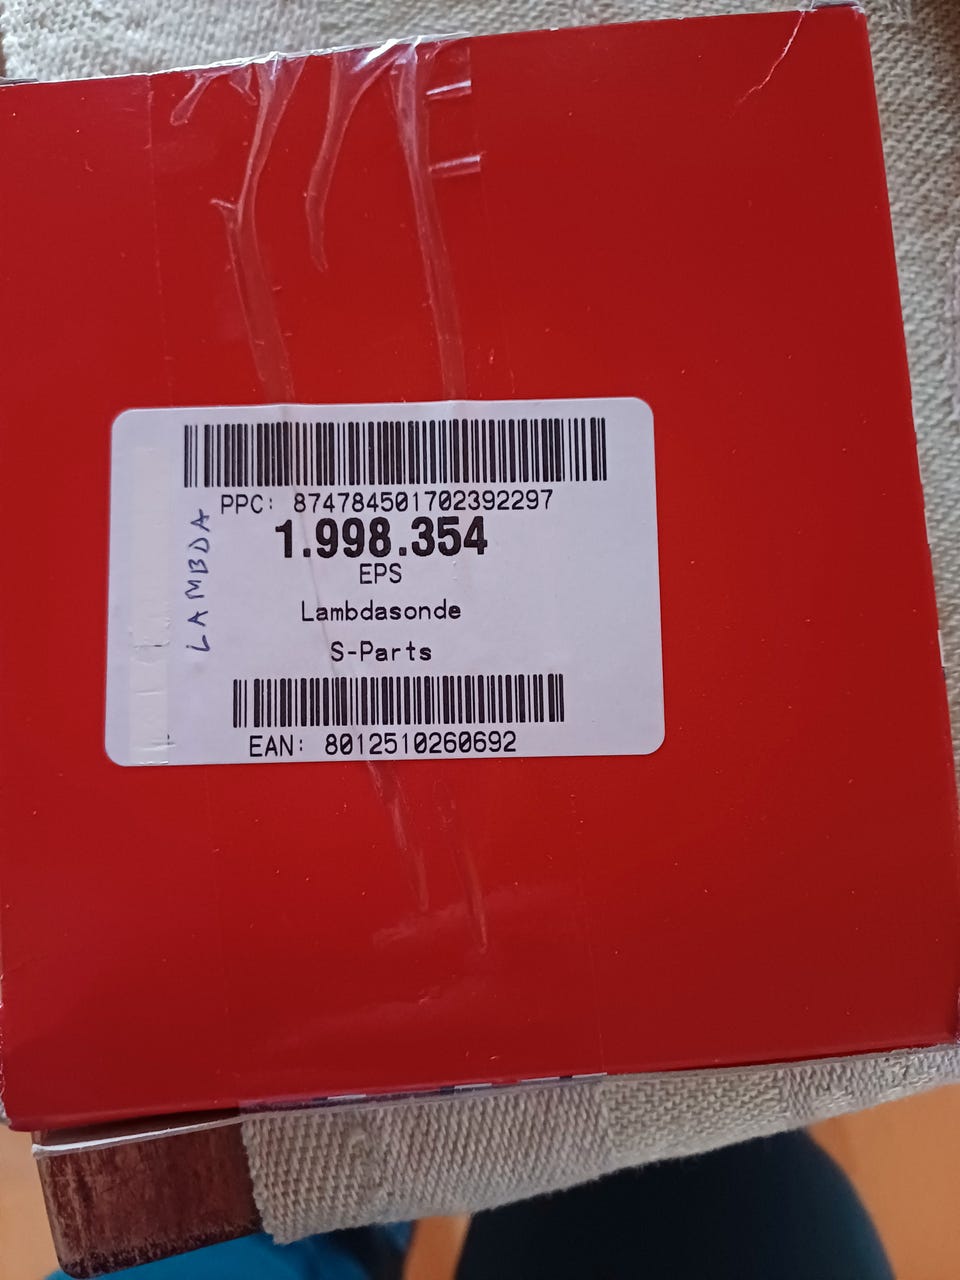 PPC: 874784501702392297
1.998.354
EPS
Lambdasonde
S-Parts
EAN: 8012510260692
LAMBDA